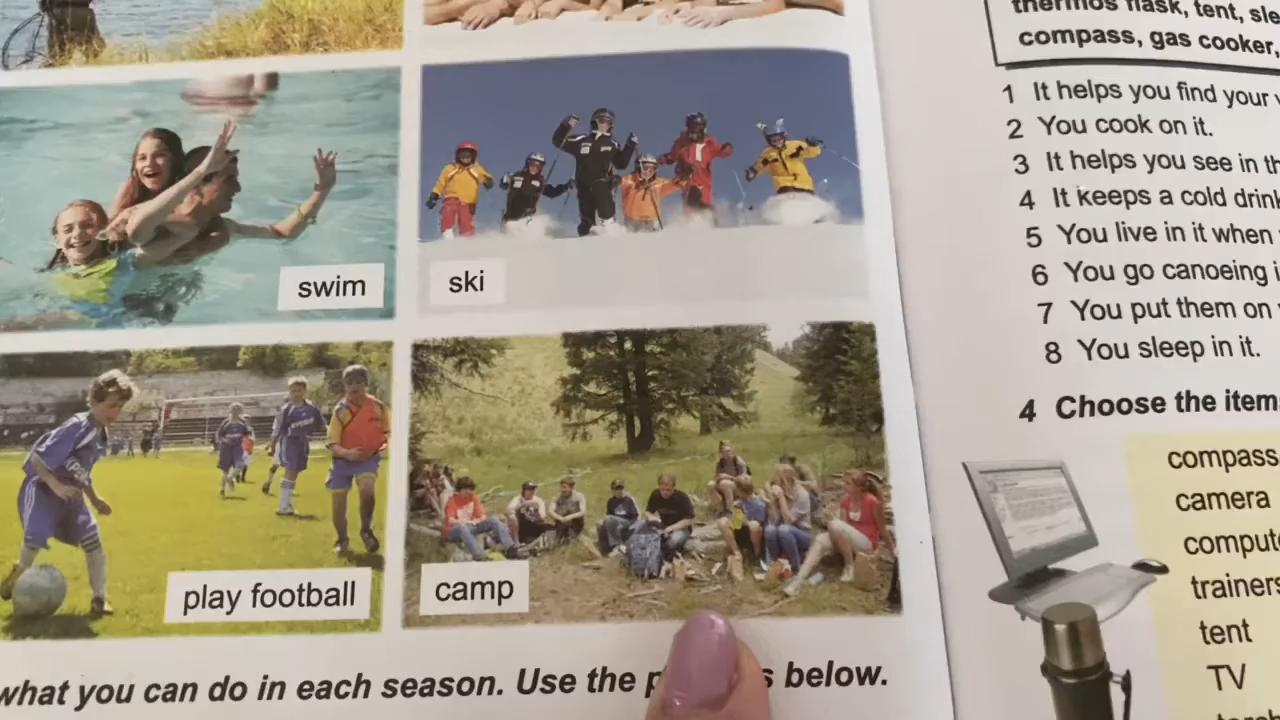 swim
ski
play football
camp
what you can do in each season. Use the below.
thermos flask, tent,
compass, gas cooker,
1 It helps you find your
2 You cook on it.
3 It helps you see in
4 It keeps a cold
5 You live in it when
6 You go canoeing
7 You put them on
8 You sleep in it.
4 Choose the
compass
camera
trainers
tent
TV